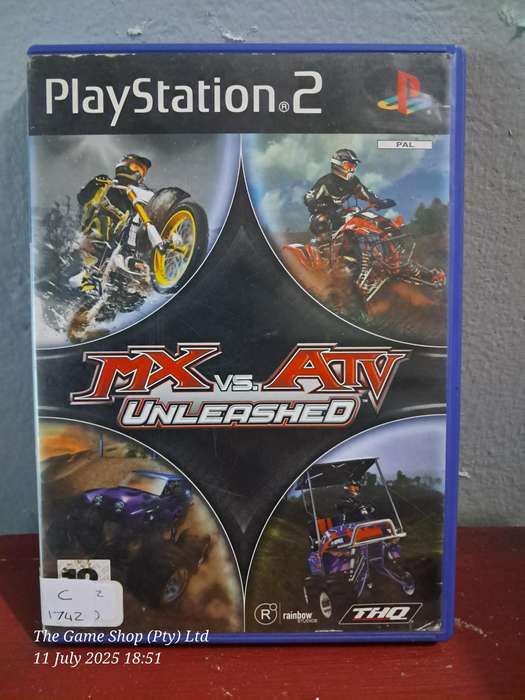 PlayStation®2
PAL
MX vs. ATV
UNLEASHED
C 2
1742
R rainbow
STUDIOS
THQ
The Game Shop (Pty) Ltd
11 July 2025 18:51